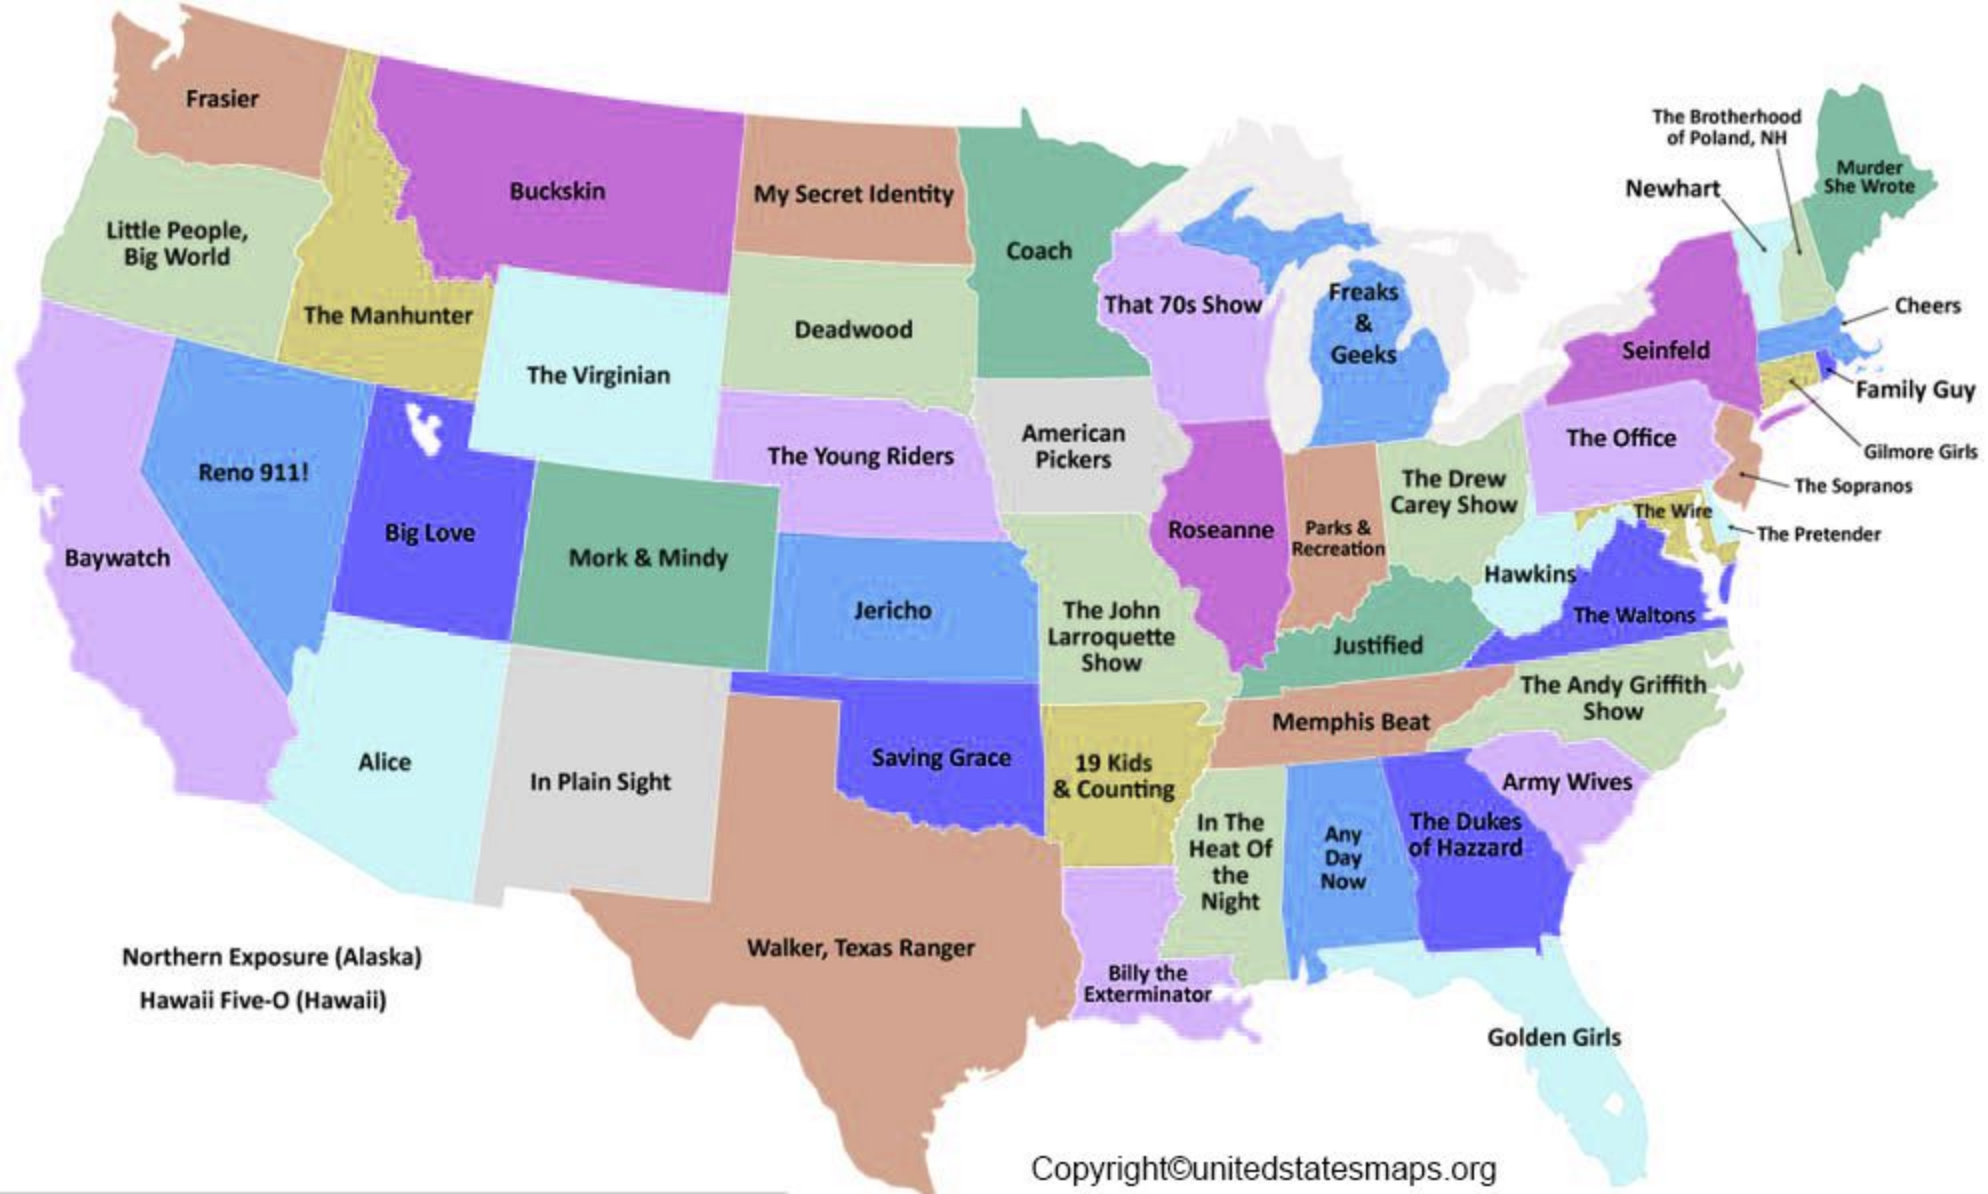 Frasier
Little People,
Big World
The Manhunter
Buckskin
My Secret Identity
Coach
That 70s Show
Freaks
&
Geeks
The Brotherhood
of Poland, NH
Newhart
Murder
She Wrote
Cheers
Seinfeld
Family Guy
Gilmore Girls
The Office
The Sopranos
The Wire
The Pretender
The Virginian
Deadwood
American
Pickers
The Young Riders
Reno 911!
Big Love
Mork & Mindy
Baywatch
Jericho
The John
Larroquette
Show
Roseanne
Parks &
Recreation
The Drew
Carey Show
Hawkins
The Waltons
Justified
The Andy Griffith
Show
Memphis Beat
Army Wives
Alice
In Plain Sight
Saving Grace
19 Kids
& Counting
In The
Heat Of
the
Night
Any
Day
Now
The Dukes
of Hazzard
Walker, Texas Ranger
Billy the
Exterminator
Golden Girls
Northern Exposure (Alaska)
Hawaii Five-O (Hawaii)
Copyright©unitedstatesmaps.org